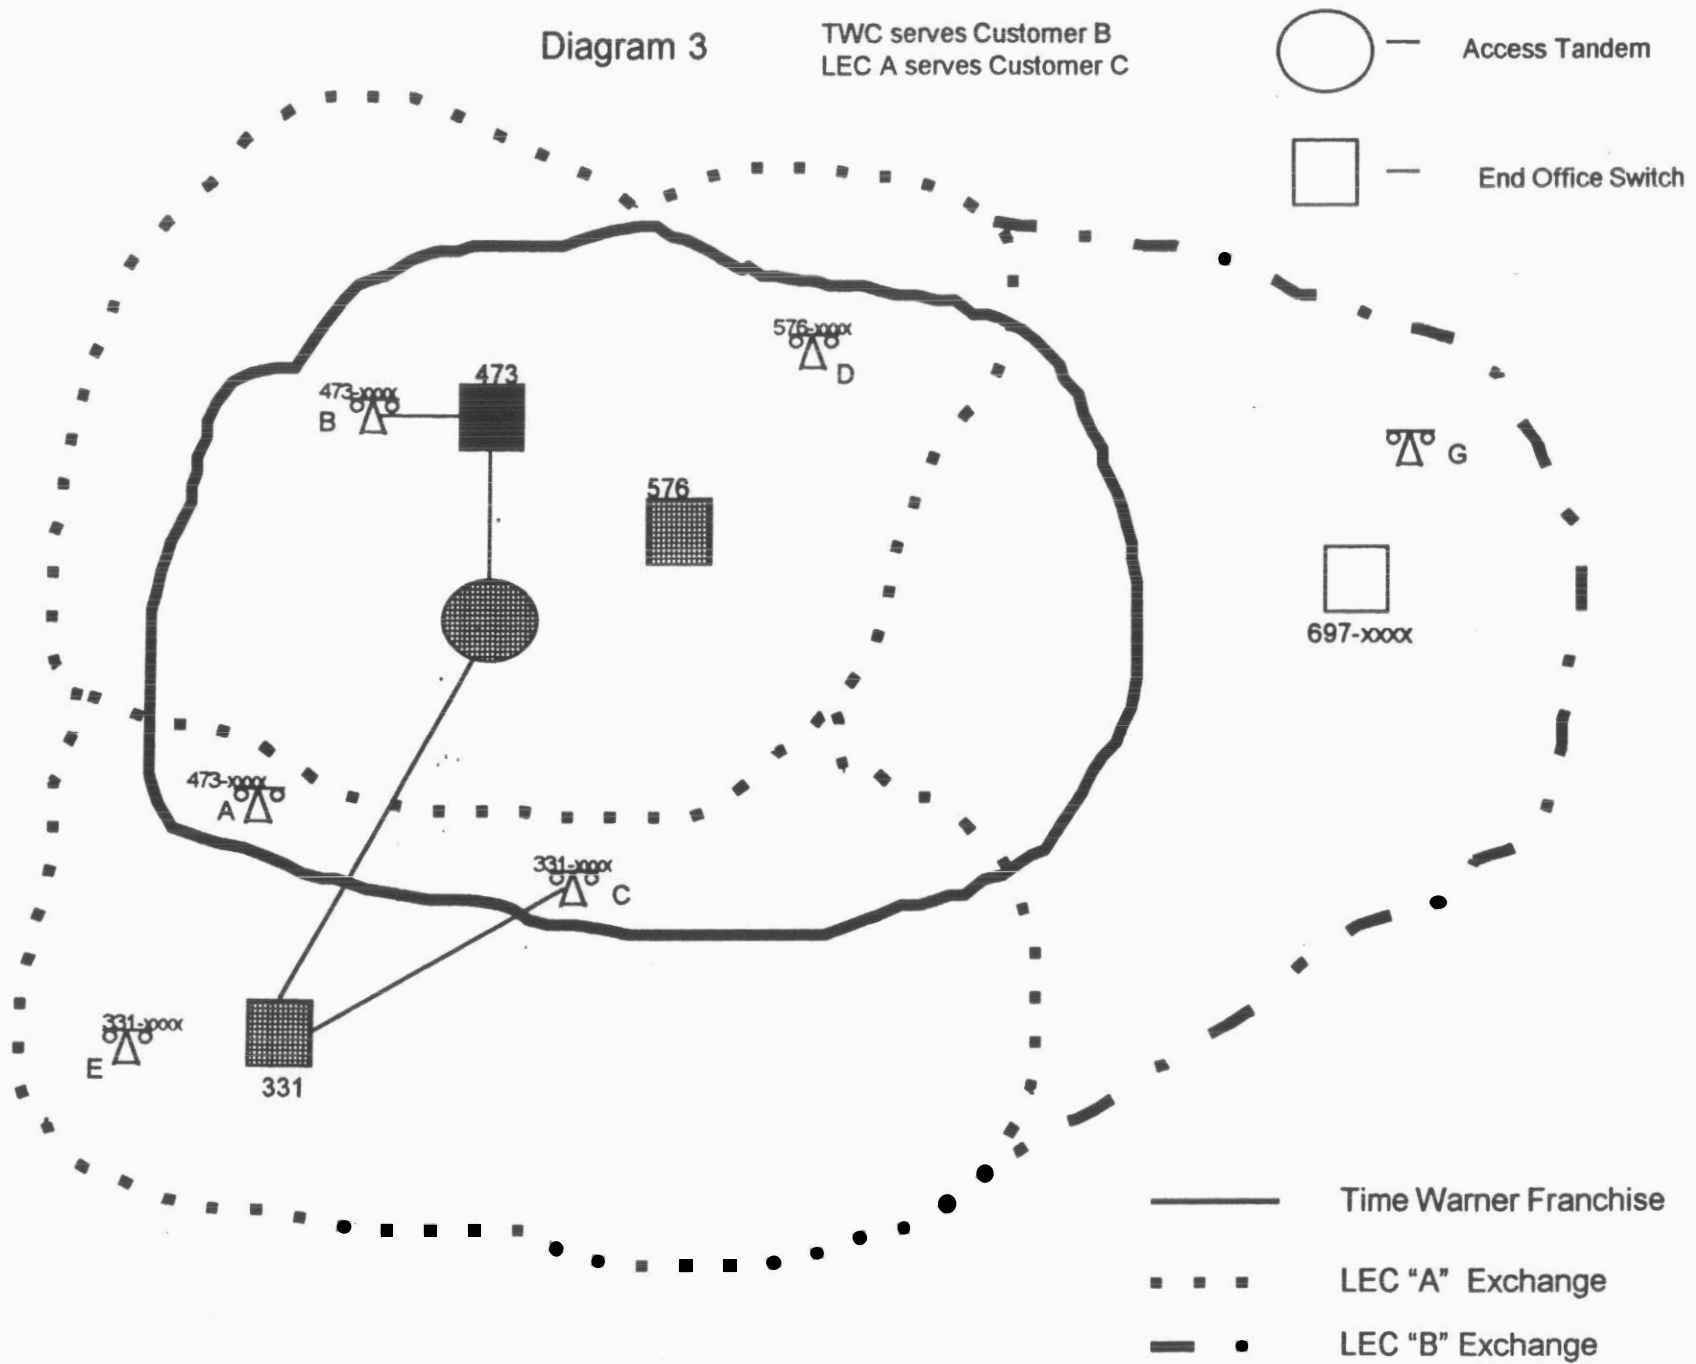 Diagram 3
TWC serves Customer B
LEC A serves Customer C
Access Tandem
End Office Switch
576-xxxx
D
473
473-xxxx
B
G
576
697-xxxx
473-xxxx
A
331-xxxx
C
331-xxxx
E
331
Time Warner Franchise
LEC “A” Exchange
LEC “B” Exchange